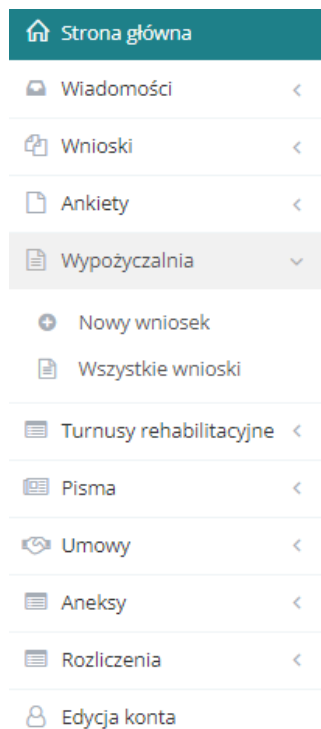 Strona główna
Wiadomości
Wnioski
Ankiety
Wypożyczalnia
Nowy wniosek
Wszystkie wnioski
Turnusy rehabilitacyjne
Pisma
Umowy
Aneksy
Rozliczenia
Edycja konta